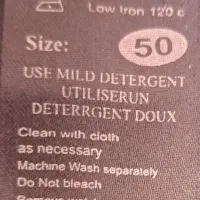 Low Iron 120 c
Size: 50
USE MILD DETERGENT
UTILISERUN
DETERRGENT DOUX
Clean with cloth
as necessary
Machine Wash separately
Do Not bleach